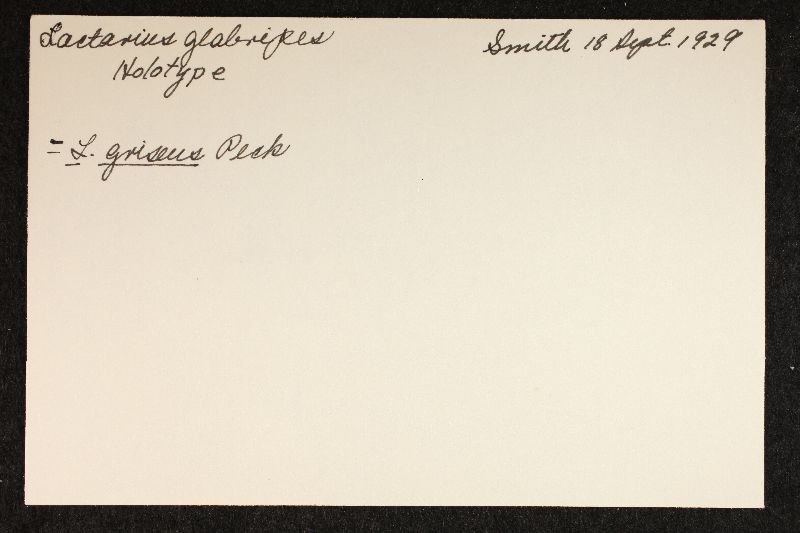 Lactarius glabripes Smith 18 Sept. 1929
Holotype
= L. griseus Peck